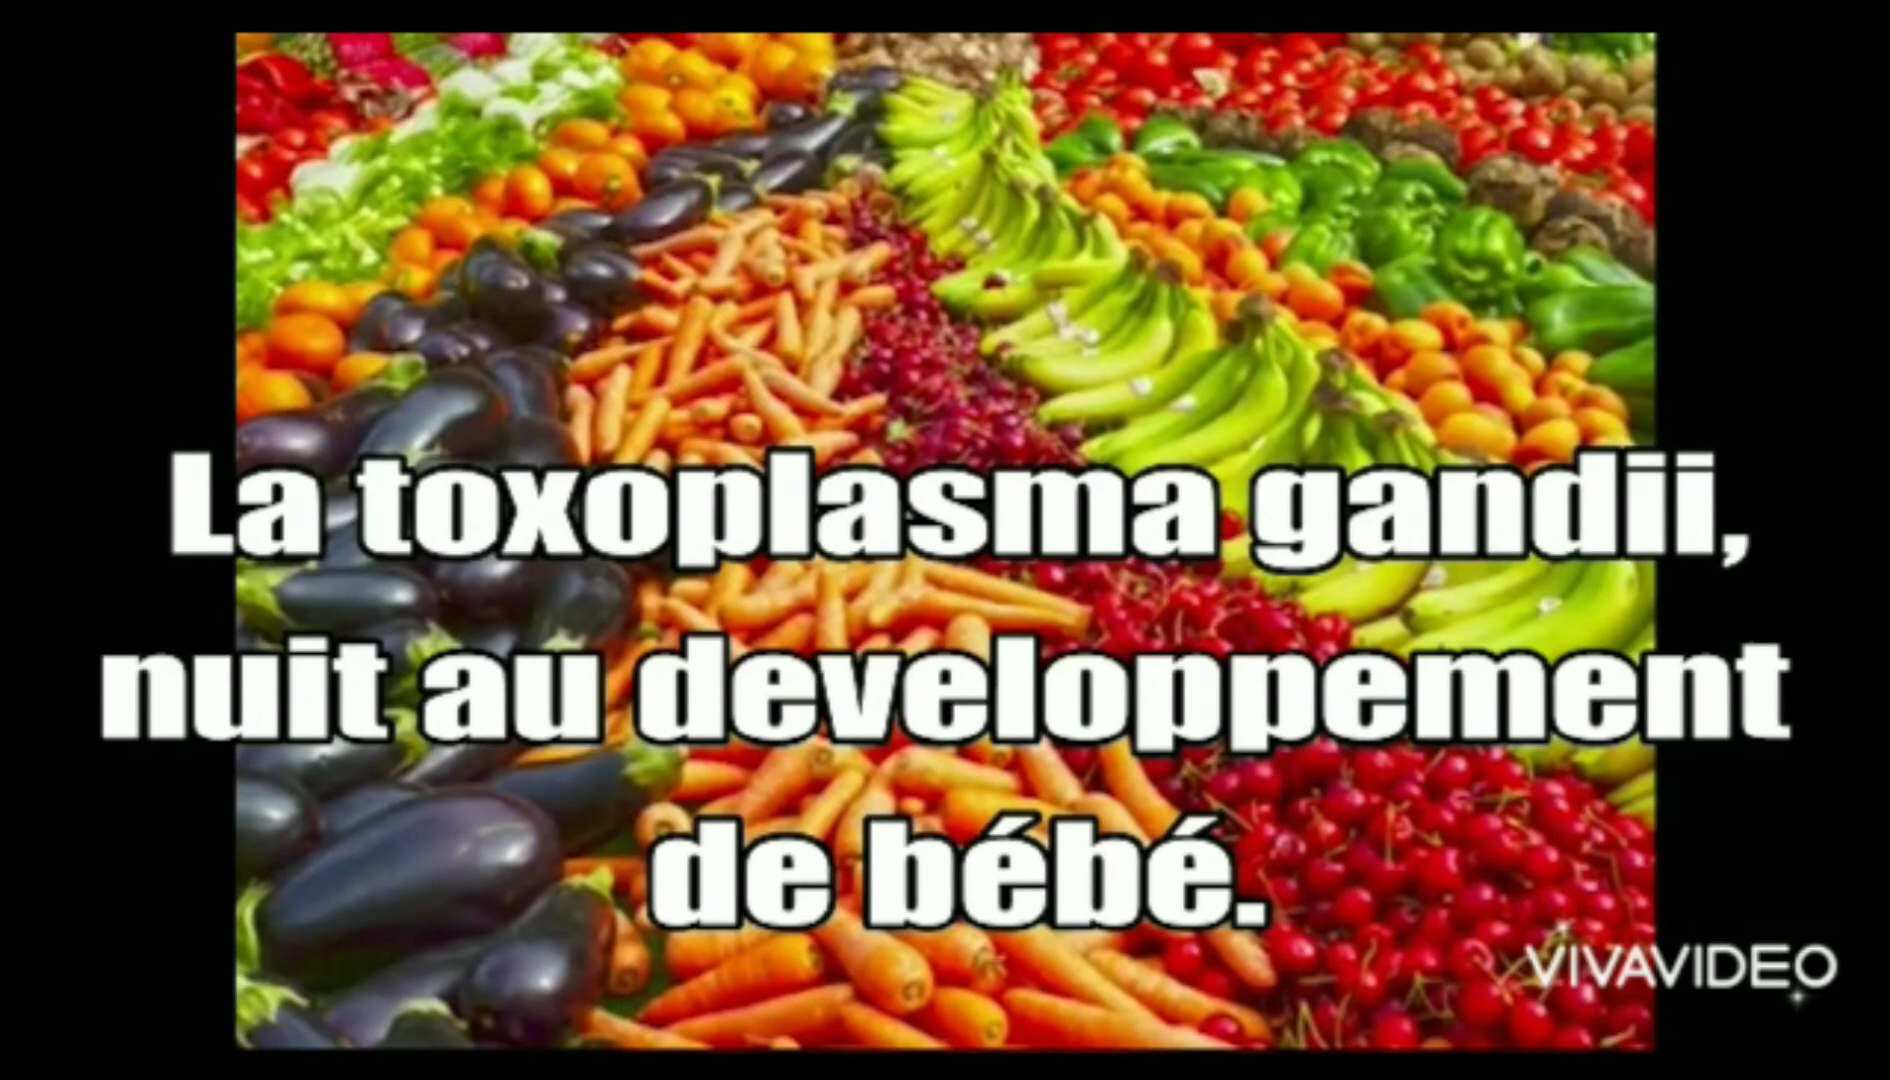 La toxoplasma gandii,
nuit au developpement
de bébé.
VIVAVIDEO